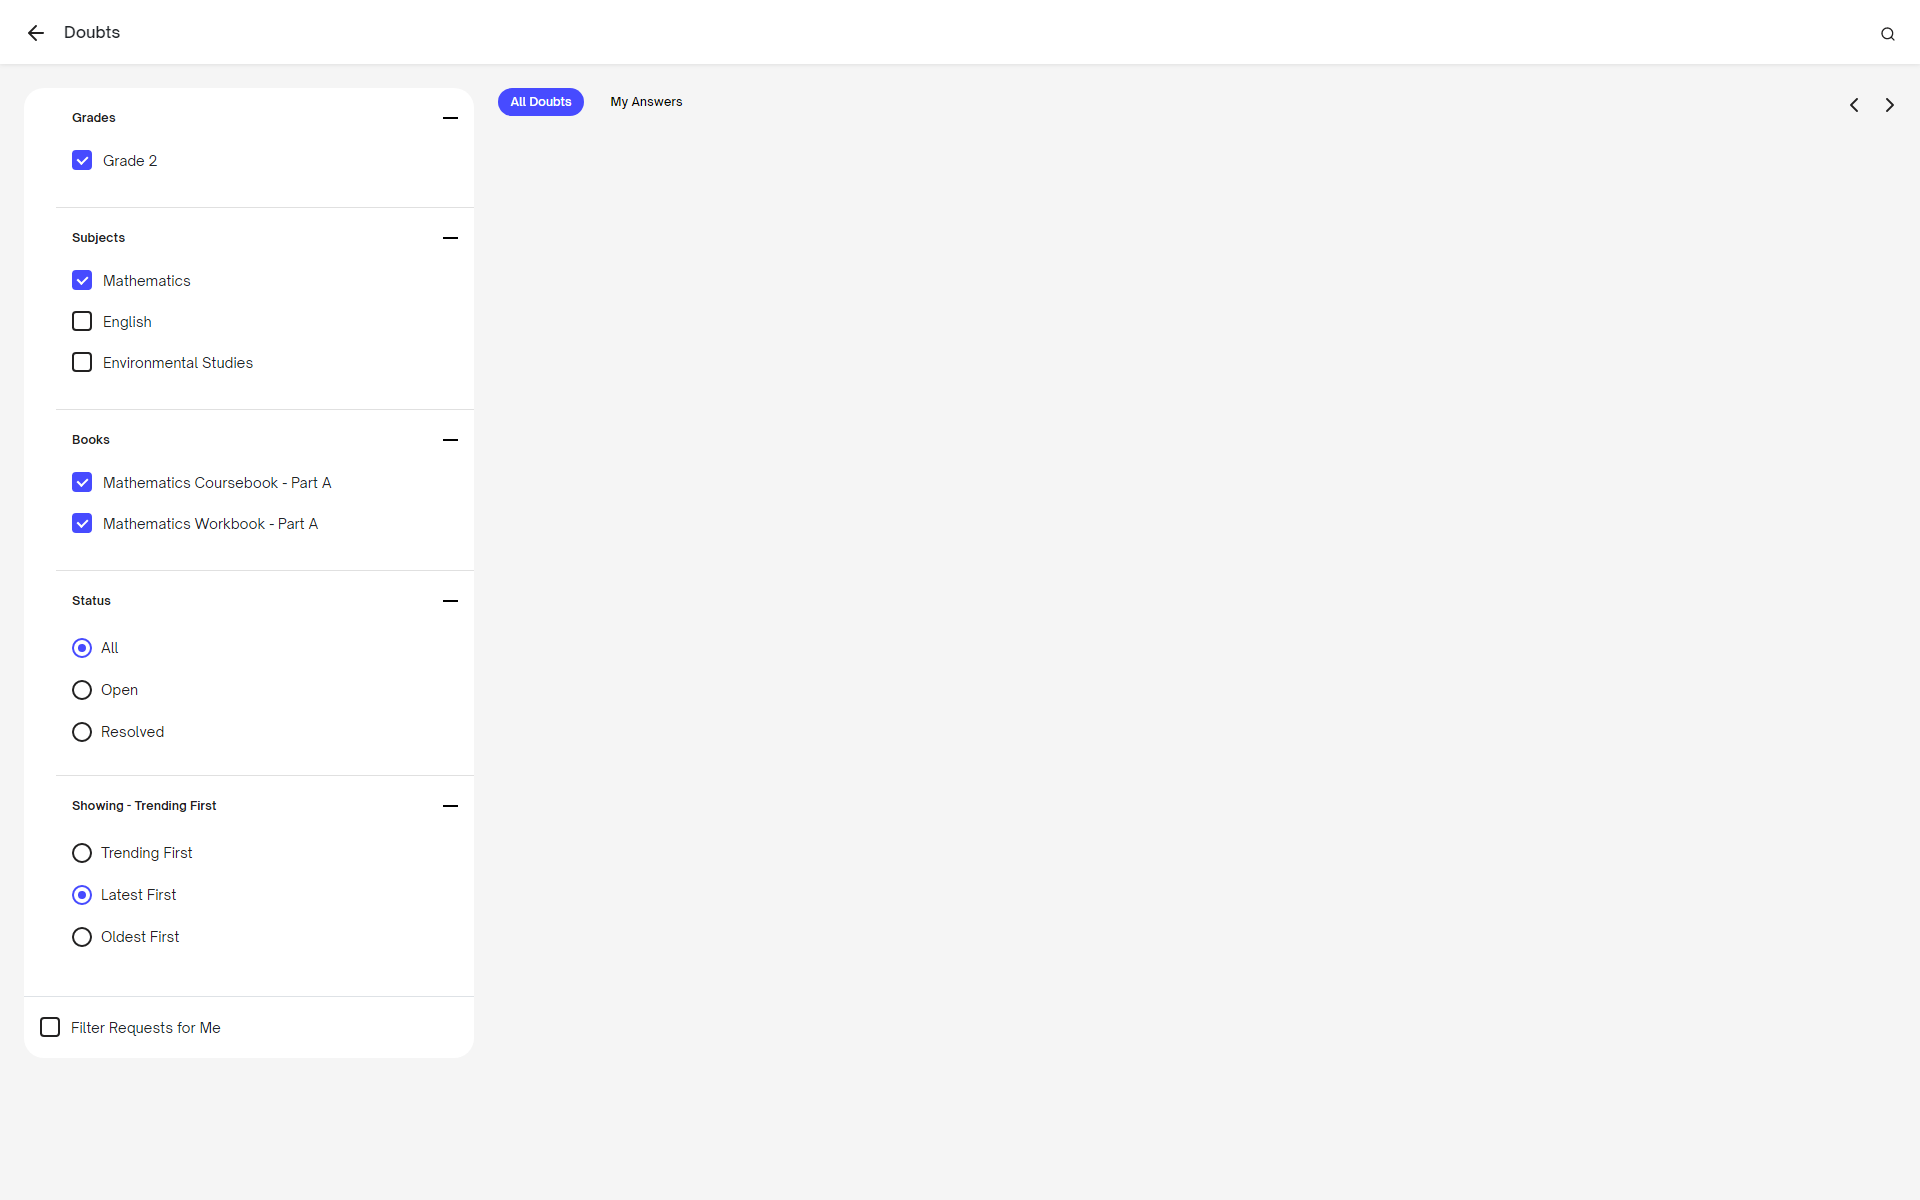 Doubts
Grades
Grade 2
Subjects
Mathematics
English
Environmental Studies
Books
Mathematics Coursebook - Part A
Mathematics Workbook - Part A
Status
All
Open
Resolved
Showing - Trending First
Trending First
Latest First
Oldest First
Filter Requests for Me
All Doubts
My Answers